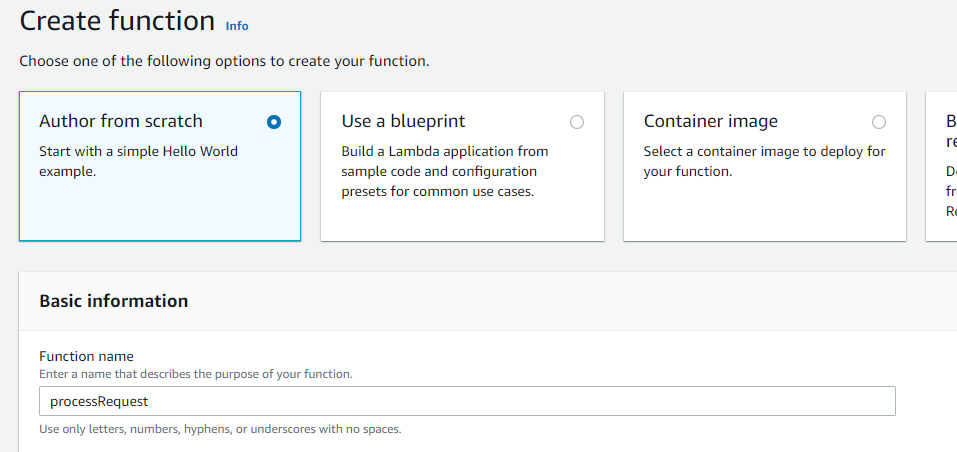 Create function Info
Choose one of the following options to create your function.
Author from scratch
Start with a simple Hello World
example.
Use a blueprint
Build a Lambda application from
sample code and configuration
presets for common use cases.
Container image
Select a container image to deploy for
your function.
Basic information
Function name
Enter a name that describes the purpose of your function.
processRequest
Use only letters, numbers, hyphens, or underscores with no spaces.